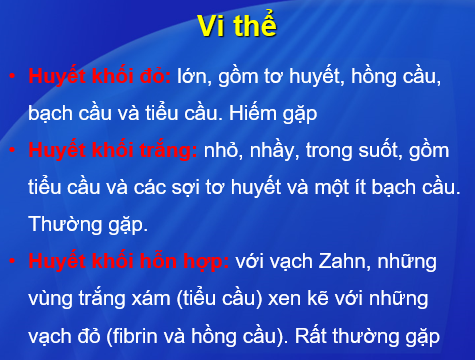 Vi thể
• Huyết khối đỏ: lớn, gồm tơ huyết, hồng cầu,
bạch cầu và tiểu cầu. Hiếm gặp
• Huyết khối trắng: nhỏ, nhầy, trong suốt, gồm
tiểu cầu và các sợi tơ huyết và một ít bạch cầu.
Thường gặp.
• Huyết khối hỗn hợp: với vạch Zahn, những
vùng trắng xám (tiểu cầu) xen kẽ với những
vạch đỏ (fibrin và hồng cầu). Rất thường gặp